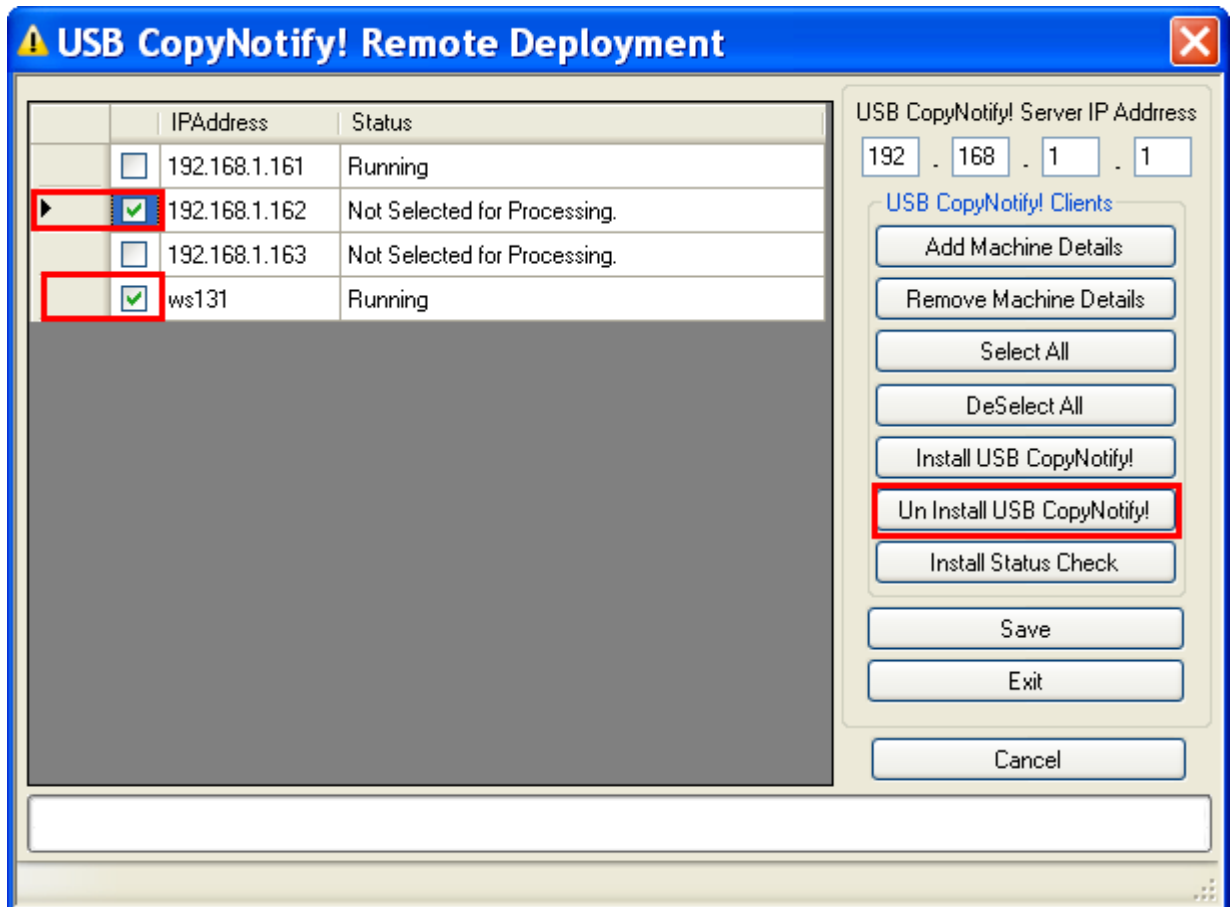 USB CopyNotify! Remote Deployment
IPAddress Status
192.168.1.161 Running
192.168.1.162 Not Selected for Processing.
192.168.1.163 Not Selected for Processing.
ws131 Running
USB CopyNotify! Server IP Addrress
192 . 168 . 1 . 1
USB CopyNotify! Clients
Add Machine Details
Remove Machine Details
Select All
DeSelect All
Install USB CopyNotify!
Un Install USB CopyNotify!
Install Status Check
Save
Exit
Cancel